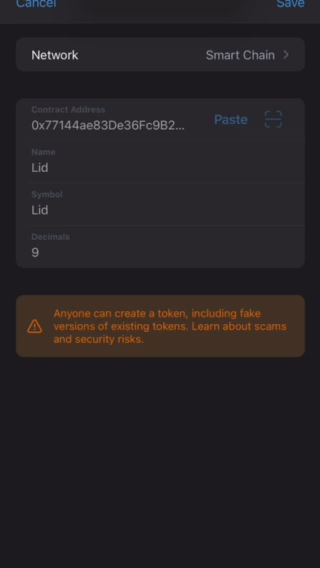 Cancel
Save
Network
Smart Chain
Contract Address
0x77144ae83De36Fc9B2...
Paste
Name
Lid
Symbol
Lid
Decimals
9
Anyone can create a token, including fake
versions of existing tokens. Learn about scams
and security risks.